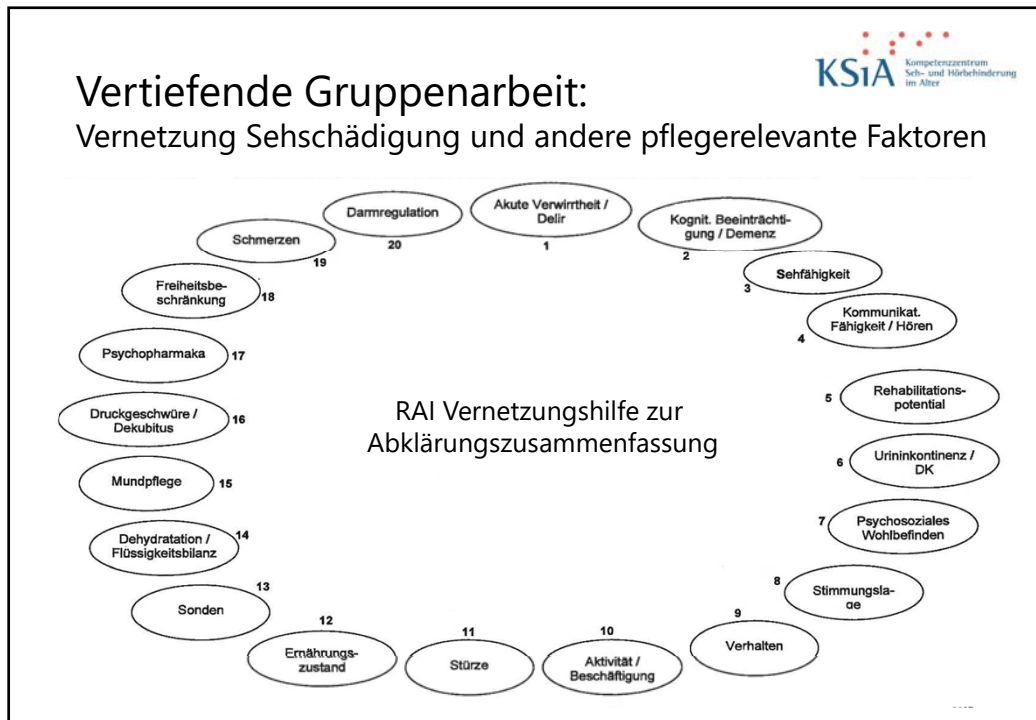 KSiA
Kompetenzzentrum
Seh- und Hörbehinderung
im Alter
Vertiefende Gruppenarbeit:
Vernetzung Sehschädigung und andere pflegerelevante Faktoren
Akute Verwirrtheit /
Delir
1
Kognit. Beeinträchti-
gung / Demenz
2
Sehfähigkeit
3
Kommunikat.
Fähigkeit / Hören
4
Rehabilitations-
potential
5
Urininkontinenz /
DK
6
Psychosoziales
Wohlbefinden
7
Stimmungsla-
ge
8
Verhalten
9
Aktivität /
Beschäftigung
10
Stürze
11
Ernährungs-
zustand
12
Sonden
13
Dehydratation /
Flüssigkeitsbilanz
14
Mundpflege
15
Druckgeschwüre /
Dekubitus
16
Psychopharmaka
17
Freiheitsbe-
schränkung
18
Schmerzen
19
Darmregulation
20
RAI Vernetzungshilfe zur
Abklärungszusammenfassung